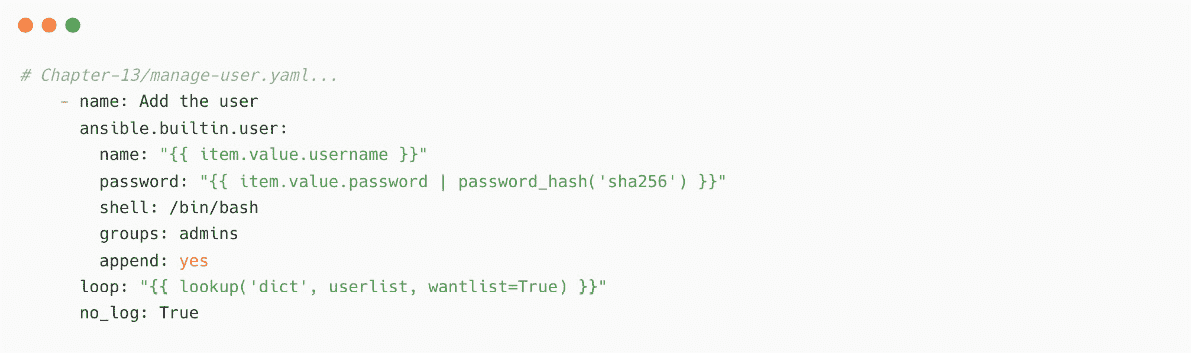 # Chapter-13/manage-user.yaml...
    - name: Add the user
      ansible.builtin.user:
        name: "{{ item.value.username }}"
        password: "{{ item.value.password | password_hash('sha256') }}"
        shell: /bin/bash
        groups: admins
        append: yes
      loop: "{{ lookup('dict', userlist, wantlist=True) }}"
      no_log: True